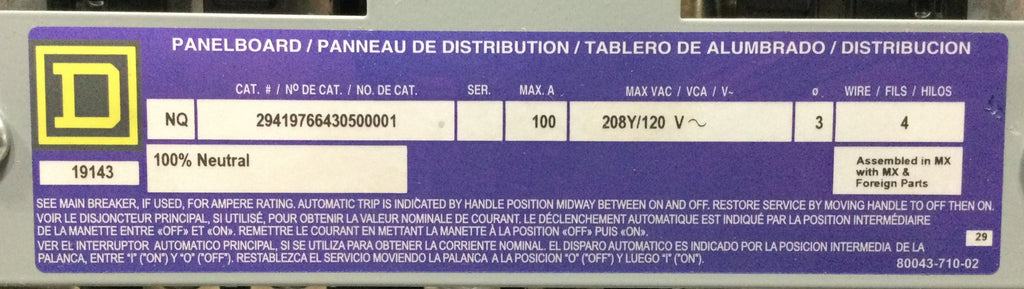 PANELBOARD / PANNEAU DE DISTRIBUTION / TABLERO DE ALUMBRADO / DISTRIBUCION
D
CAT. # / Nº DE CAT. / NO. DE CAT. SER. MAX. A MAX VAC / VCA / V~ ø WIRE / FILS / HILOS
NQ 29419766430500001 100 208Y/120 V~ 3 4
19143
100% Neutral
Assembled in MX
with MX &
Foreign Parts
SEE MAIN BREAKER, IF USED, FOR AMPERE RATING. AUTOMATIC TRIP IS INDICATED BY HANDLE POSITION MIDWAY BETWEEN ON AND OFF. RESTORE SERVICE BY MOVING HANDLE TO OFF THEN ON.
VOIR LE DISJONCTEUR PRINCIPAL, SI UTILISÉ, POUR OBTENIR LA VALEUR NOMINALE DE COURANT. LE DÉCLENCHEMENT AUTOMATIQUE EST INDIQUÉ PAR LA POSITION INTERMÉDIAIRE
DE LA MANETTE ENTRE «OFF» ET «ON». REMETTRE LE COURANT EN METTANT LA MANETTE À LA POSITION «OFF» PUIS «ON».
VER EL INTERRUPTOR AUTOMATICO PRINCIPAL, SI SE UTILIZA PARA OBTENER LA CORRIENTE NOMINAL. EL DISPARO AUTOMATICO ES INDICADO POR LA POSICION INTERMEDIA DE LA
PALANCA, ENTRE "I" ("ON") Y "O" ("OFF"). RESTABLEZCA EL SERVICIO MOVIENDO LA PALANCA A LA POSICION "O" ("OFF") Y LUEGO "I" ("ON").
29
80043-710-02